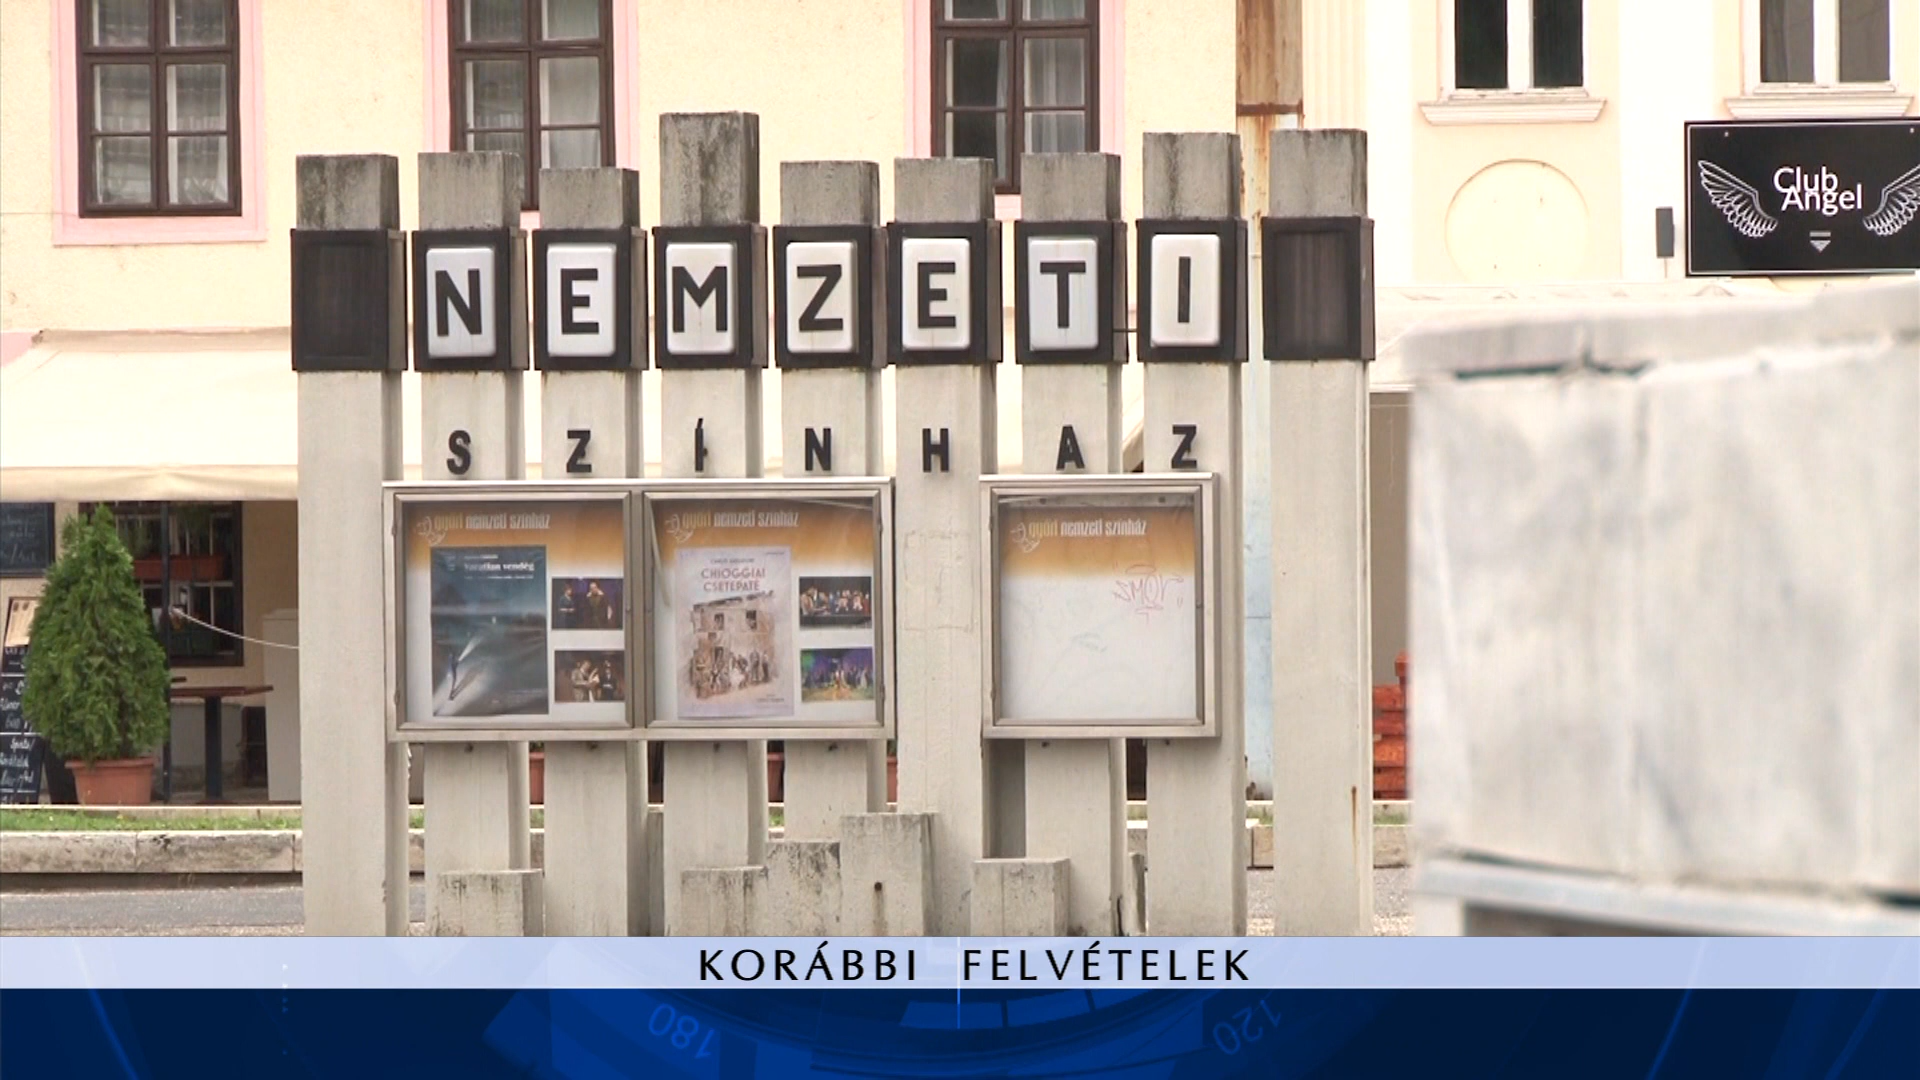 NEMZETI
SZÍNHAZ
Club
Angel
győri nemzeti színház
győri nemzeti színház
győri nemzeti színház
Váratlan vendég
CHIOGGIAI
CSETEPATÉ
"SMOR"
KORÁBBI FELVÉTELEK
180
120